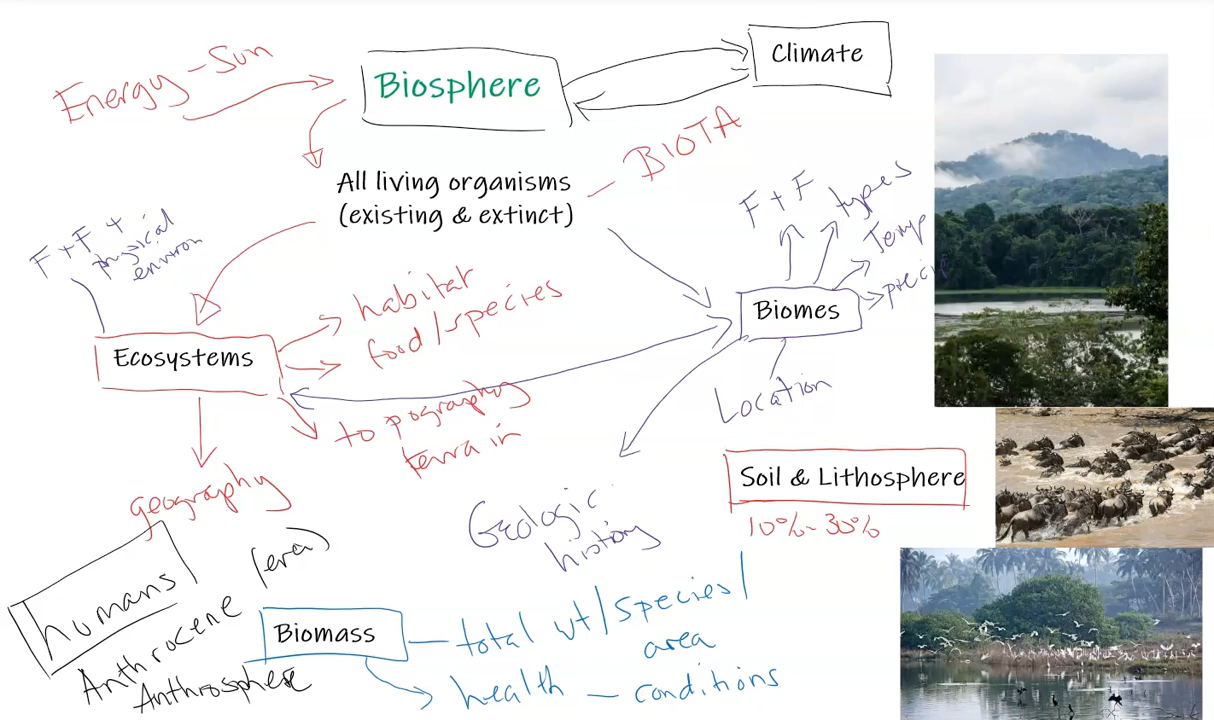 Energy - Sun
Biosphere
Climate
BIOTA
All living organisms
(existing & extinct)
F + F +
physical
environ
F + F
types
Temp
preci
habitat
food/species
Biomes
Ecosystems
Location
topography
terrain
geography
Soil & Lithosphere
10% - 30%
Geologic
history
humans
Anthrocene (era)
Anthrosphere
Biomass
total wt/species/
area
health - conditions